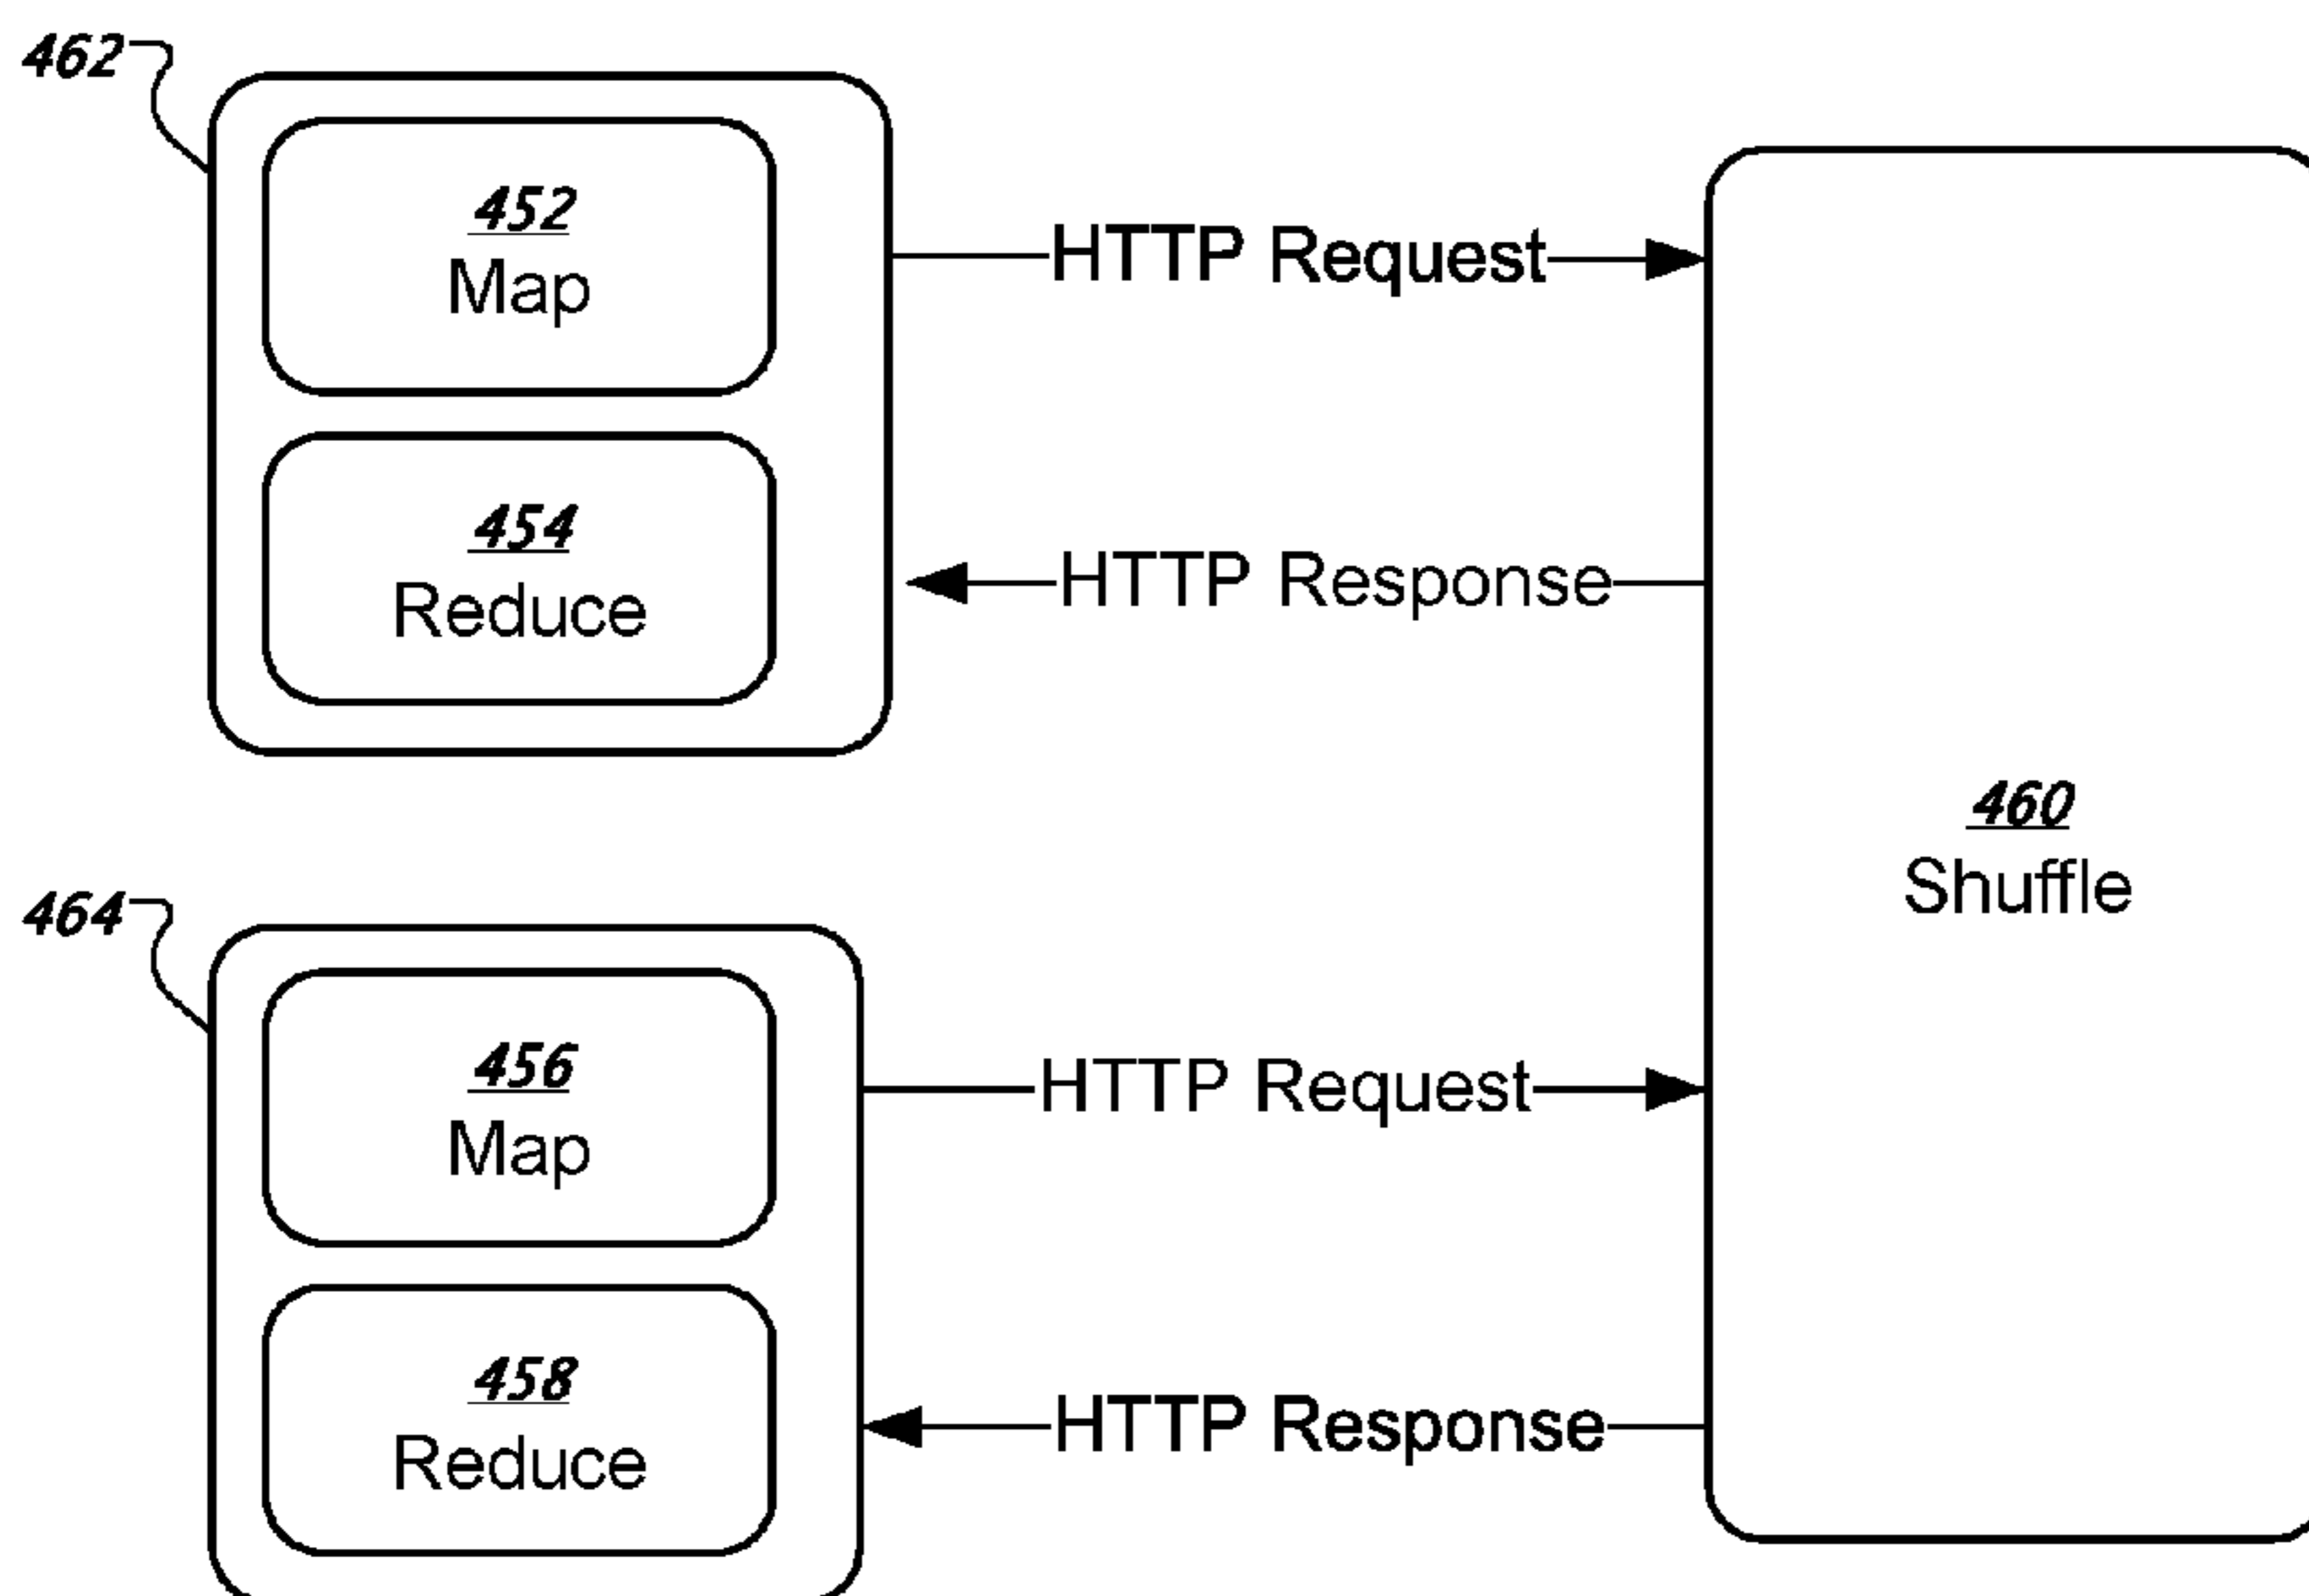 462
452
Map
HTTP Request
454
Reduce
HTTP Response
460
Shuffle
464
456
Map
HTTP Request
458
Reduce
HTTP Response